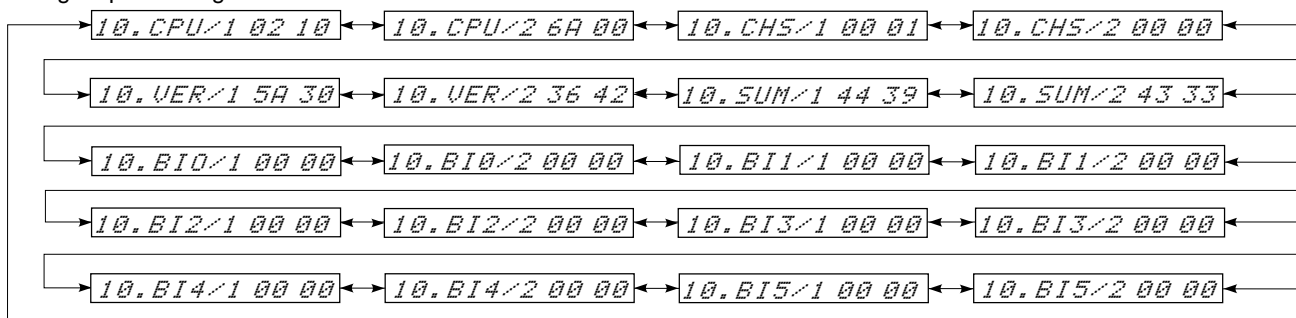 10.CPU/1 02 10 10.CPU/2 6A 00 10.CHS/1 00 01 10.CHS/2 00 00
10.VER/1 5A 30 10.VER/2 36 42 10.SUM/1 44 39 10.SUM/2 43 33
10.BI0/1 00 00 10.BI0/2 00 00 10.BI1/1 00 00 10.BI1/2 00 00
10.BI2/1 00 00 10.BI2/2 00 00 10.BI3/1 00 00 10.BI3/2 00 00
10.BI4/1 00 00 10.BI4/2 00 00 10.BI5/1 00 00 10.BI5/2 00 00